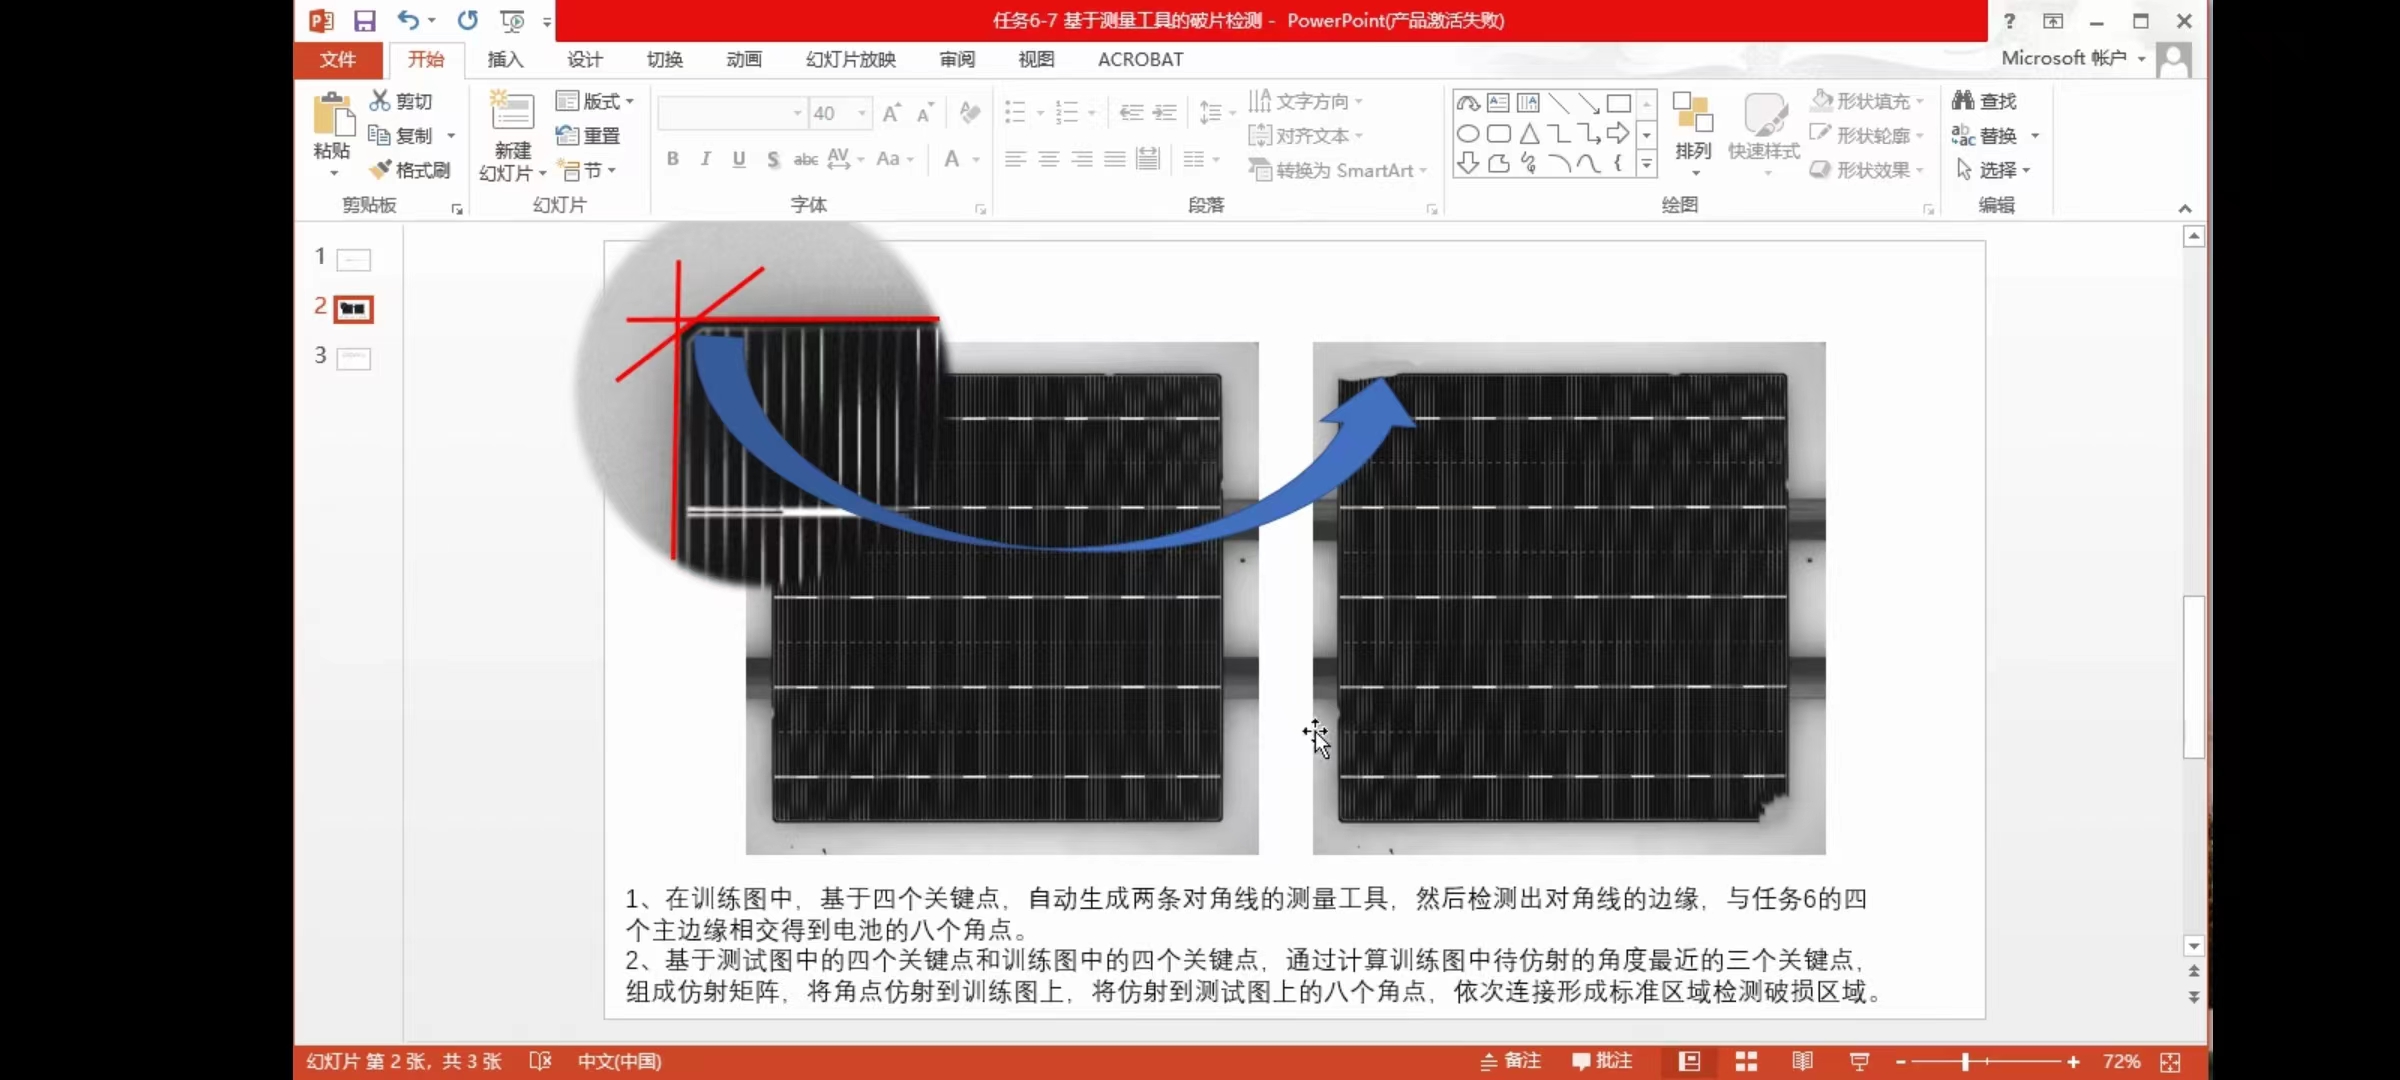 任务6-7 基于测量工具的破片检测 - PowerPoint(产品激活失败)
文件 开始 插入 设计 切换 动画 幻灯片放映 审阅 视图 ACROBAT
Microsoft 帐户
粘贴
剪切
复制
格式刷
剪贴板
新建
幻灯片
版式
重置
节
幻灯片
40
B I U S abc AV Aa A
字体
文字方向
对齐文本
转换为 SmartArt
段落
排列
快速样式
形状填充
形状轮廓
形状效果
绘图
查找
替换
选择
编辑
1
2
3
1、在训练图中，基于四个关键点，自动生成两条对角线的测量工具，然后检测出对角线的边缘，与任务6的四
个主边缘相交得到电池的八个角点。
2、基于测试图中的四个关键点和训练图中的四个关键点，通过计算训练图中待仿射的角度最近的三个关键点，
组成仿射矩阵，将角点仿射到训练图上，将仿射到测试图上的八个角点，依次连接形成标准区域检测破损区域。
幻灯片 第 2 张，共 3 张 中文(中国) 备注 批注 72%